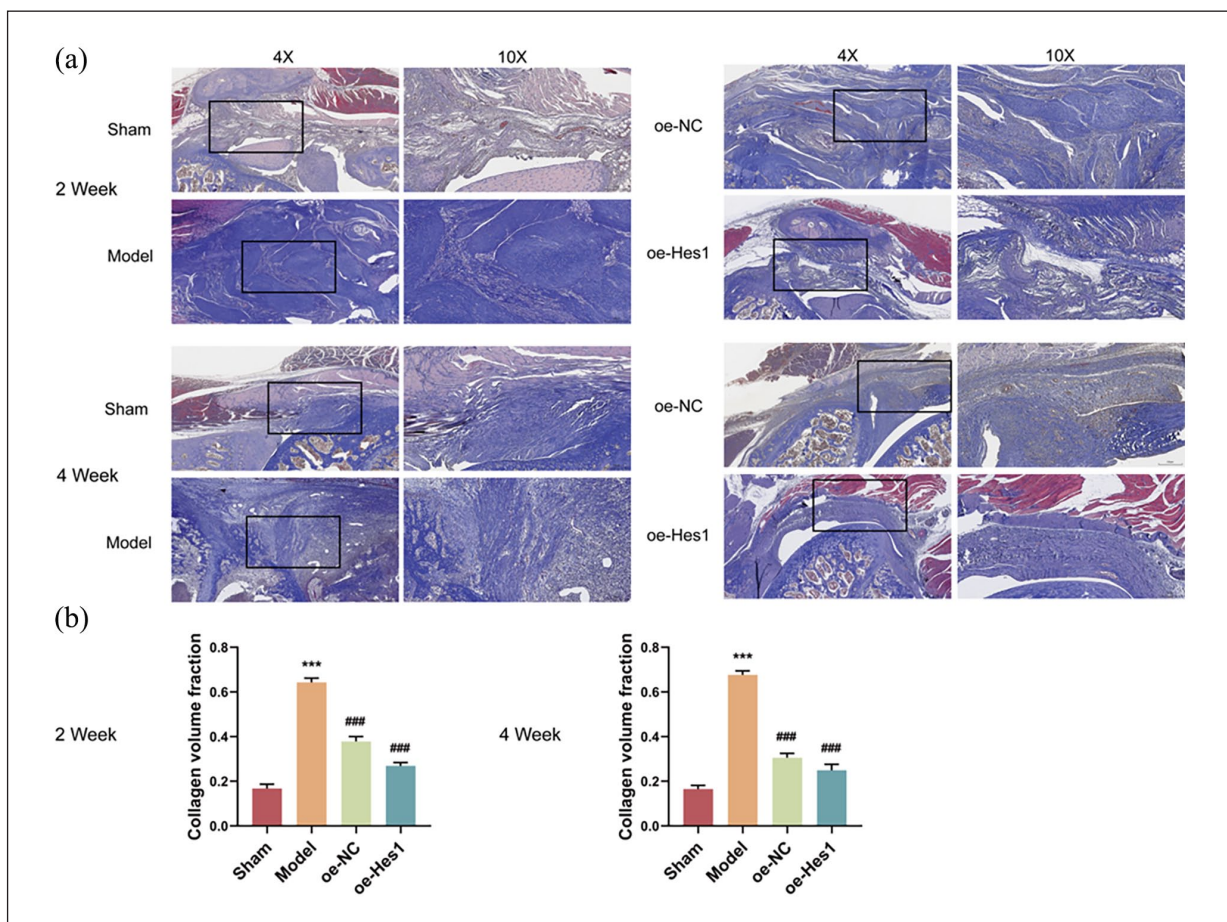 (a)
4X 10X
Sham
2 Week
Model
Sham
4 Week
Model
4X 10X
oe-NC
oe-Hes1
oe-NC
oe-Hes1
(b)
2 Week
Collagen volume fraction
0.8
0.6
0.4
0.2
0.0
***
###
###
Sham
Model
oe-NC
oe-Hes1
4 Week
Collagen volume fraction
0.8
0.6
0.4
0.2
0.0
***
###
###
Sham
Model
oe-NC
oe-Hes1